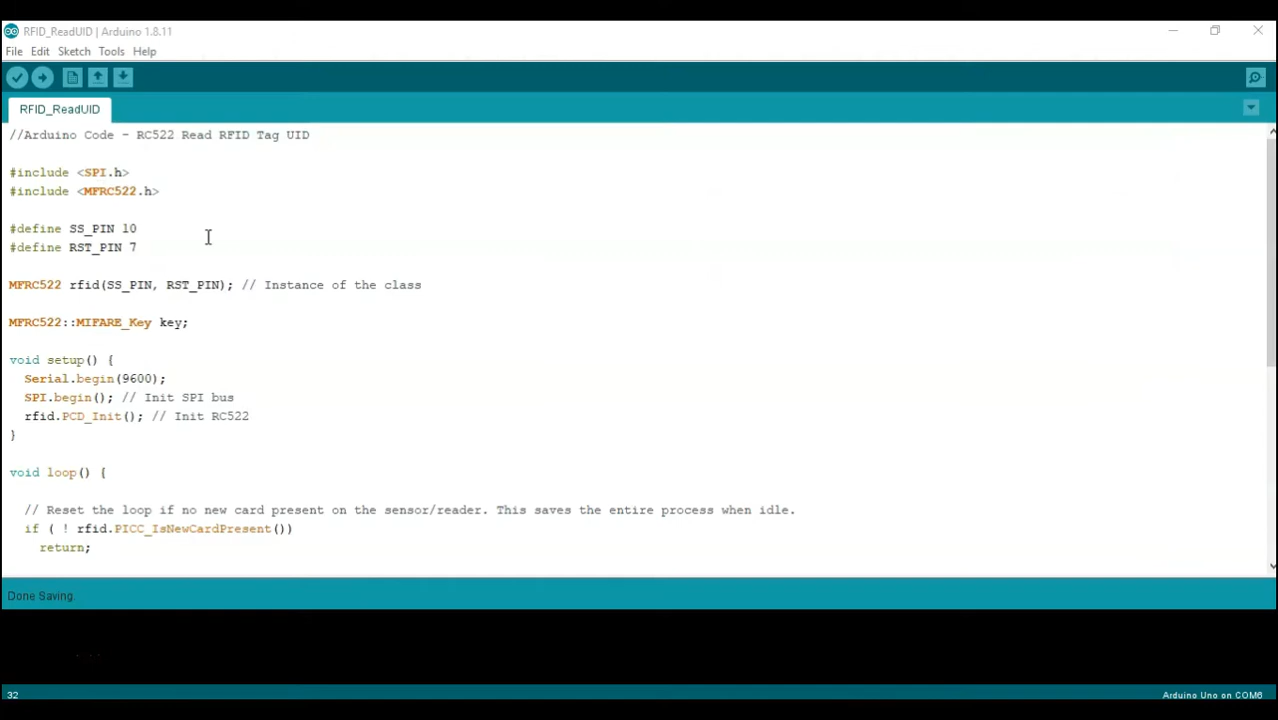 RFID_ReadUID | Arduino 1.8.11
File Edit Sketch Tools Help
RFID_ReadUID
//Arduino Code - RC522 Read RFID Tag UID
#include <SPI.h>
#include <MFRC522.h>
#define SS_PIN 10
#define RST_PIN 7
MFRC522 rfid(SS_PIN, RST_PIN); // Instance of the class
MFRC522::MIFARE_Key key;
void setup() {
Serial.begin(9600);
SPI.begin(); // Init SPI bus
rfid.PCD_Init(); // Init RC522
}
void loop() {
// Reset the loop if no new card present on the sensor/reader. This saves the entire process when idle.
if ( ! rfid.PICC_IsNewCardPresent())
return;
Done Saving.
32 Arduino Uno on COM6